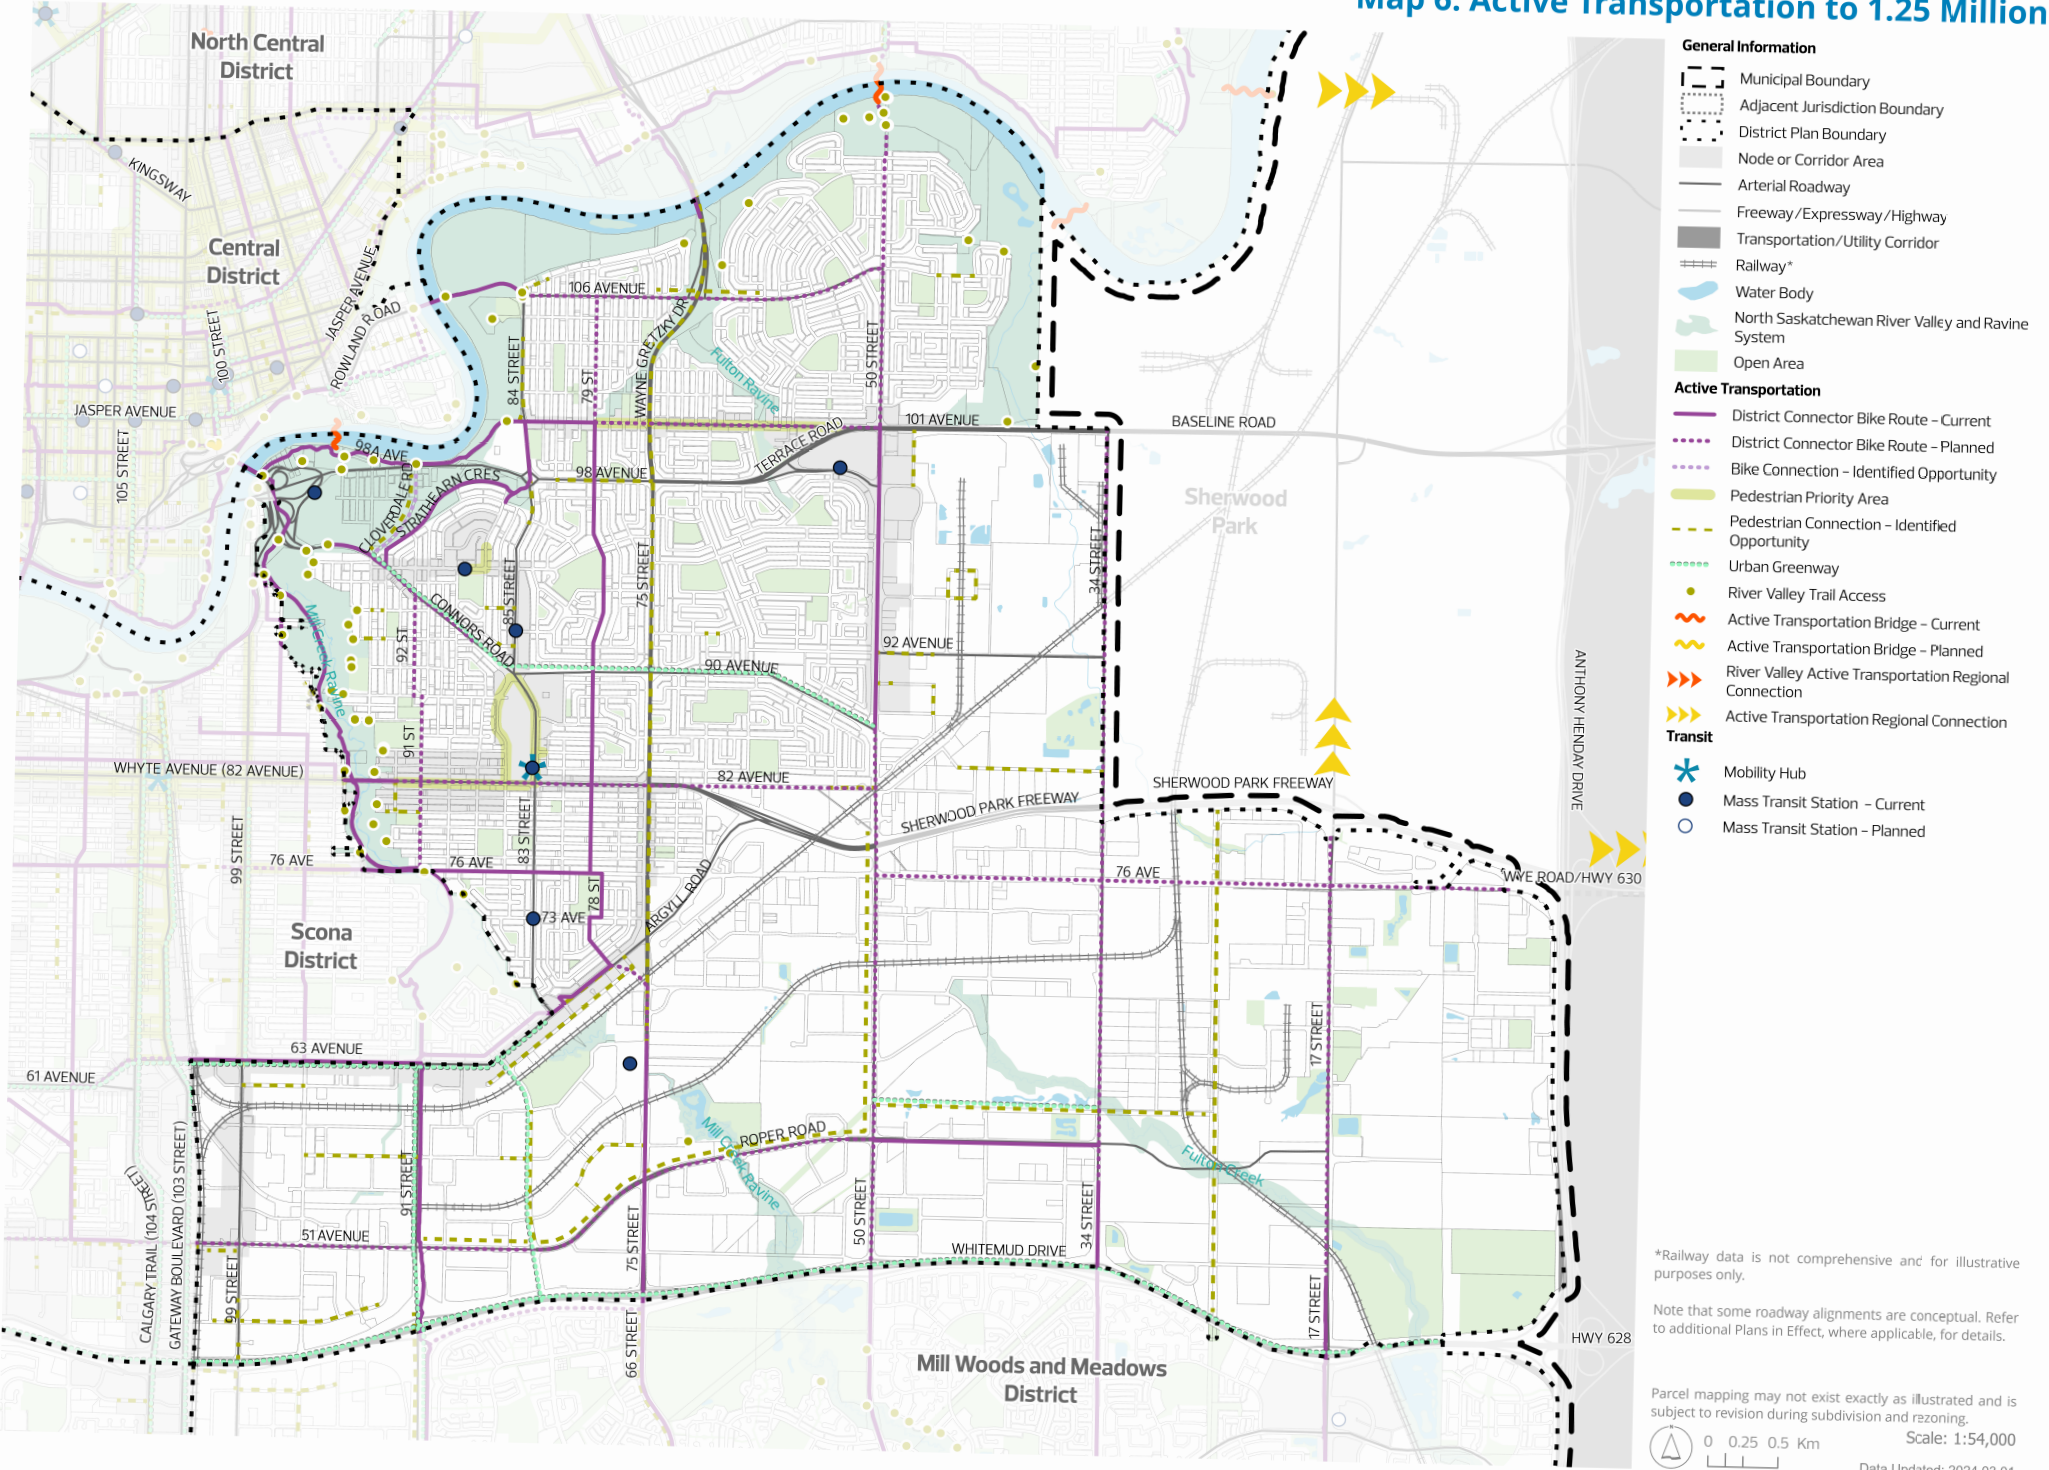 Map 6: Active Transportation to 1.25 Million
North Central
District
KINGSWAY
Central
District
JASPER AVENUE
ROWLAND ROAD
100 STREET
JASPER AVENUE
105 STREET
98A AVE
CLOVERDALE RD
STRATHEARN CRES
106 AVENUE
84 STREET
79 ST
WAYNE GRETZKY DR
Fulton Ravine
50 STREET
101 AVENUE
TERRACE ROAD
98 AVENUE
BASELINE ROAD
Sherwood
Park
34 STREET
85 STREET
75 STREET
CONNORS ROAD
92 ST
Mill Creek Ravine
90 AVENUE
92 AVENUE
91 ST
WHYTE AVENUE (82 AVENUE)
82 AVENUE
SHERWOOD PARK FREEWAY
SHERWOOD PARK FREEWAY
ANTHONY HENDAY DRIVE
99 STREET
83 STREET
76 AVE
76 AVE
76 AVE
WYE ROAD/HWY 630
78 ST
73 AVE
ARGYLL ROAD
Scona
District
63 AVENUE
61 AVENUE
17 STREET
Mill Creek Ravine
ROPER ROAD
Fulton Creek
91 STREET
51 AVENUE
99 STREET
CALGARY TRAIL (104 STREET)
GATEWAY BOULEVARD (103 STREET)
75 STREET
66 STREET
50 STREET
34 STREET
WHITEMUD DRIVE
17 STREET
HWY 628
Mill Woods and Meadows
District
General Information
Municipal Boundary
Adjacent Jurisdiction Boundary
District Plan Boundary
Node or Corridor Area
Arterial Roadway
Freeway/Expressway/Highway
Transportation/Utility Corridor
Railway*
Water Body
North Saskatchewan River Valley and Ravine
System
Open Area
Active Transportation
District Connector Bike Route – Current
District Connector Bike Route – Planned
Bike Connection – Identified Opportunity
Pedestrian Priority Area
Pedestrian Connection – Identified
Opportunity
Urban Greenway
River Valley Trail Access
Active Transportation Bridge – Current
Active Transportation Bridge – Planned
River Valley Active Transportation Regional
Connection
Active Transportation Regional Connection
Transit
Mobility Hub
Mass Transit Station – Current
Mass Transit Station – Planned
*Railway data is not comprehensive and for illustrative
purposes only.
Note that some roadway alignments are conceptual. Refer
to additional Plans in Effect, where applicable, for details.
Parcel mapping may not exist exactly as illustrated and is
subject to revision during subdivision and rezoning.
0 0.25 0.5 Km
Scale: 1:54,000
Data Updated: 2024.02.01